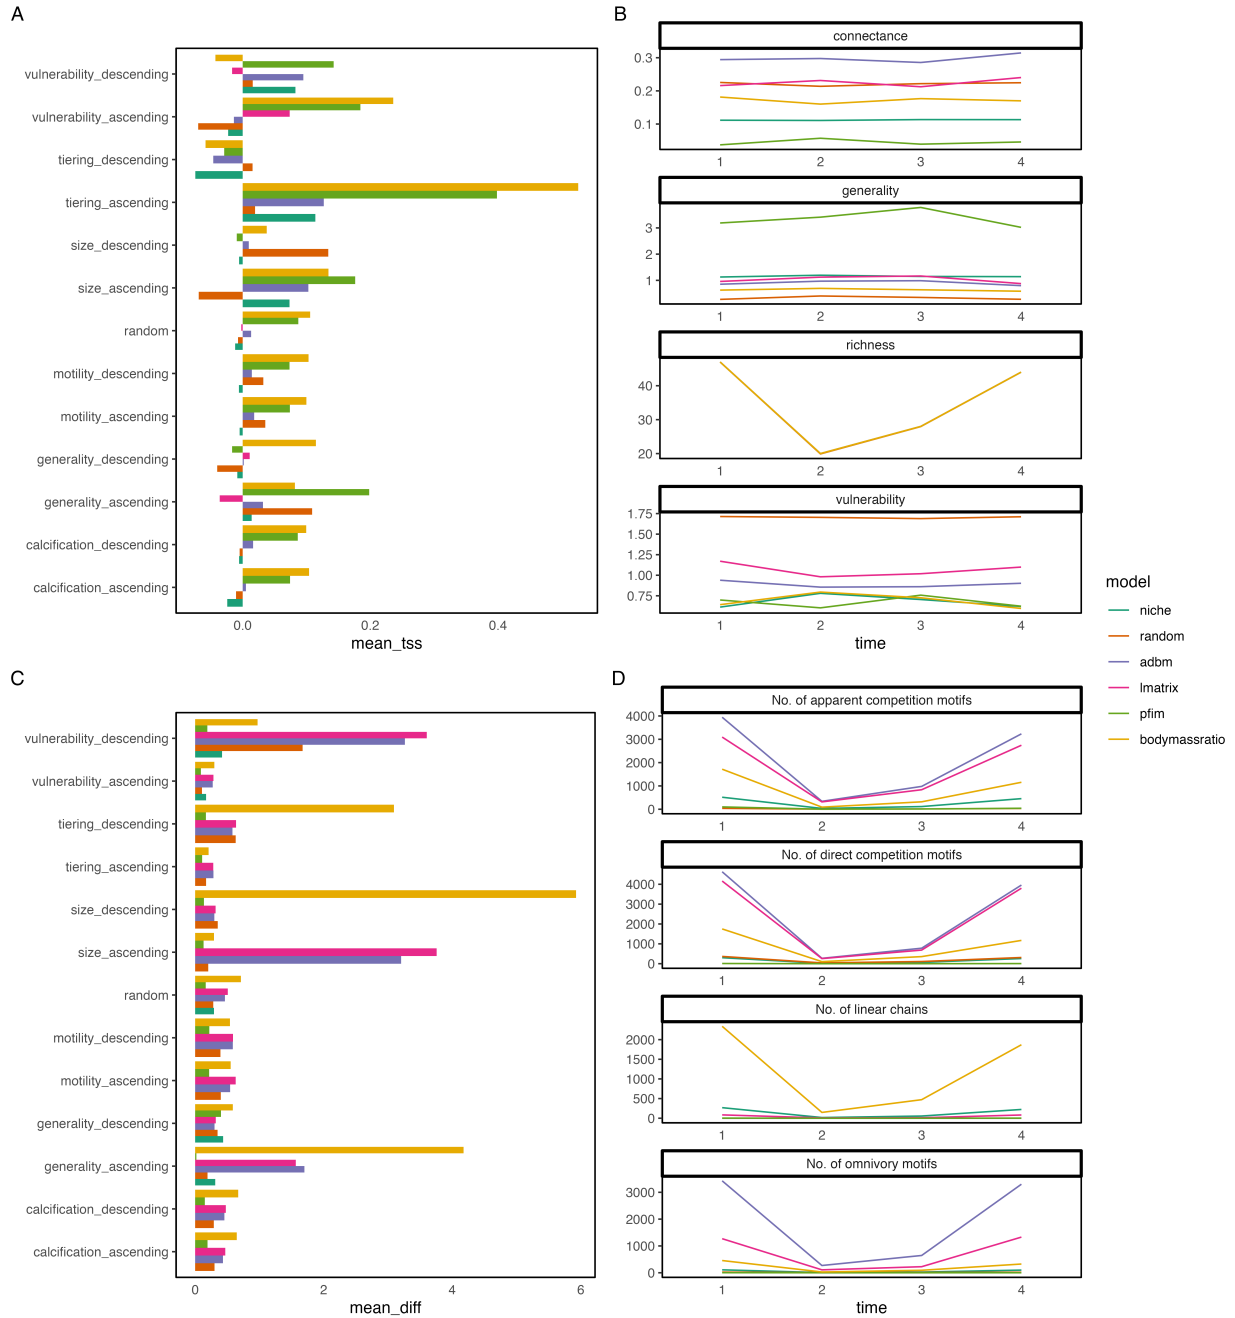 A
vulnerability_descending
vulnerability_ascending
tiering_descending
tiering_ascending
size_descending
size_ascending
random
motility_descending
motility_ascending
generality_descending
generality_ascending
calcification_descending
calcification_ascending
0.0 0.2 0.4
mean_tss
B
connectance
0.3
0.2
0.1
1 2 3 4
generality
3
2
1
1 2 3 4
richness
40
30
20
1 2 3 4
vulnerability
1.75
1.50
1.25
1.00
0.75
1 2 3 4
time
C
vulnerability_descending
vulnerability_ascending
tiering_descending
tiering_ascending
size_descending
size_ascending
random
motility_descending
motility_ascending
generality_descending
generality_ascending
calcification_descending
calcification_ascending
0 2 4 6
mean_diff
D
No. of apparent competition motifs
4000
3000
2000
1000
0
1 2 3 4
No. of direct competition motifs
4000
3000
2000
1000
0
1 2 3 4
No. of linear chains
2000
1500
1000
500
0
1 2 3 4
No. of omnivory motifs
3000
2000
1000
0
1 2 3 4
time
model
niche
random
adbm
lmatrix
pfim
bodymassratio